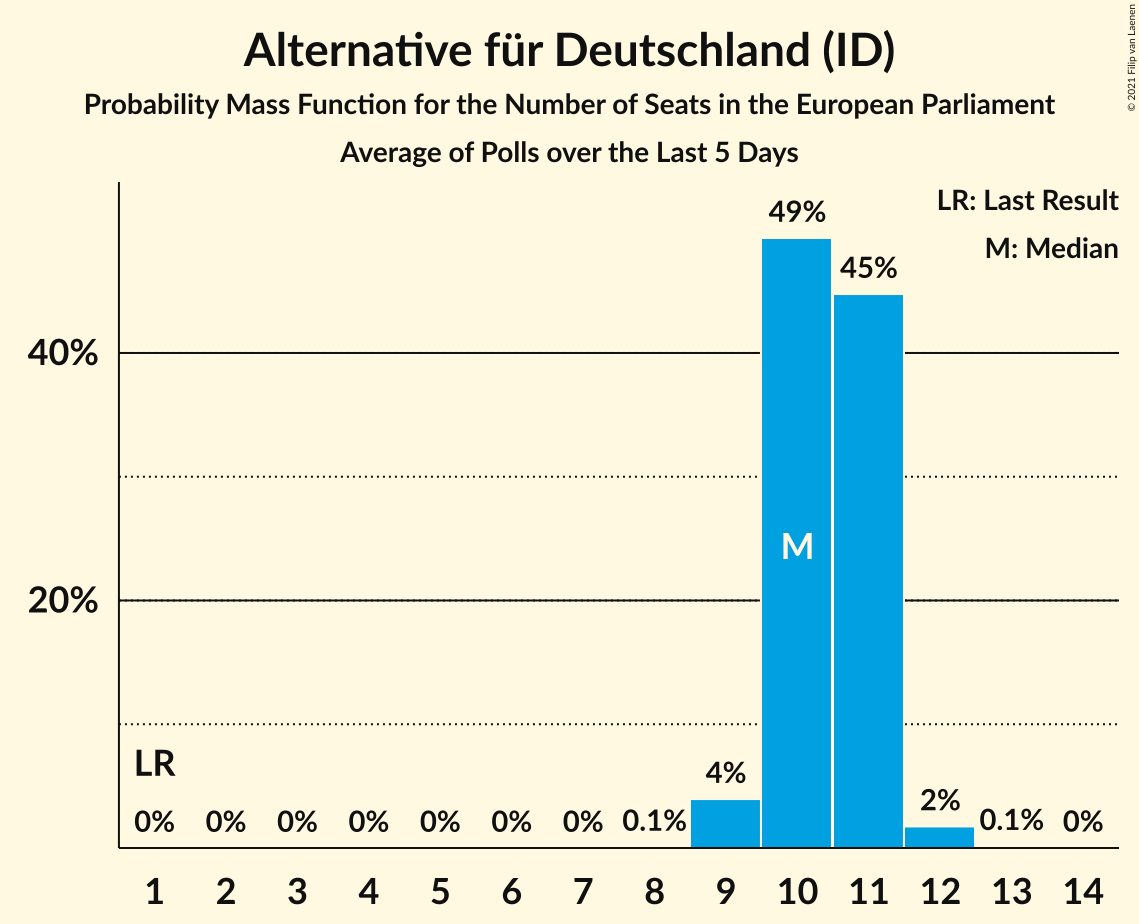 Alternative für Deutschland (ID)
Probability Mass Function for the Number of Seats in the European Parliament
Average of Polls over the Last 5 Days
© 2021 Filip van Laenen
LR: Last Result
M: Median
49%
45%
40%
M
20%
LR
4%
2%
0% 0% 0% 0% 0% 0% 0% 0.1% 0.1% 0%
1 2 3 4 5 6 7 8 9 10 11 12 13 14